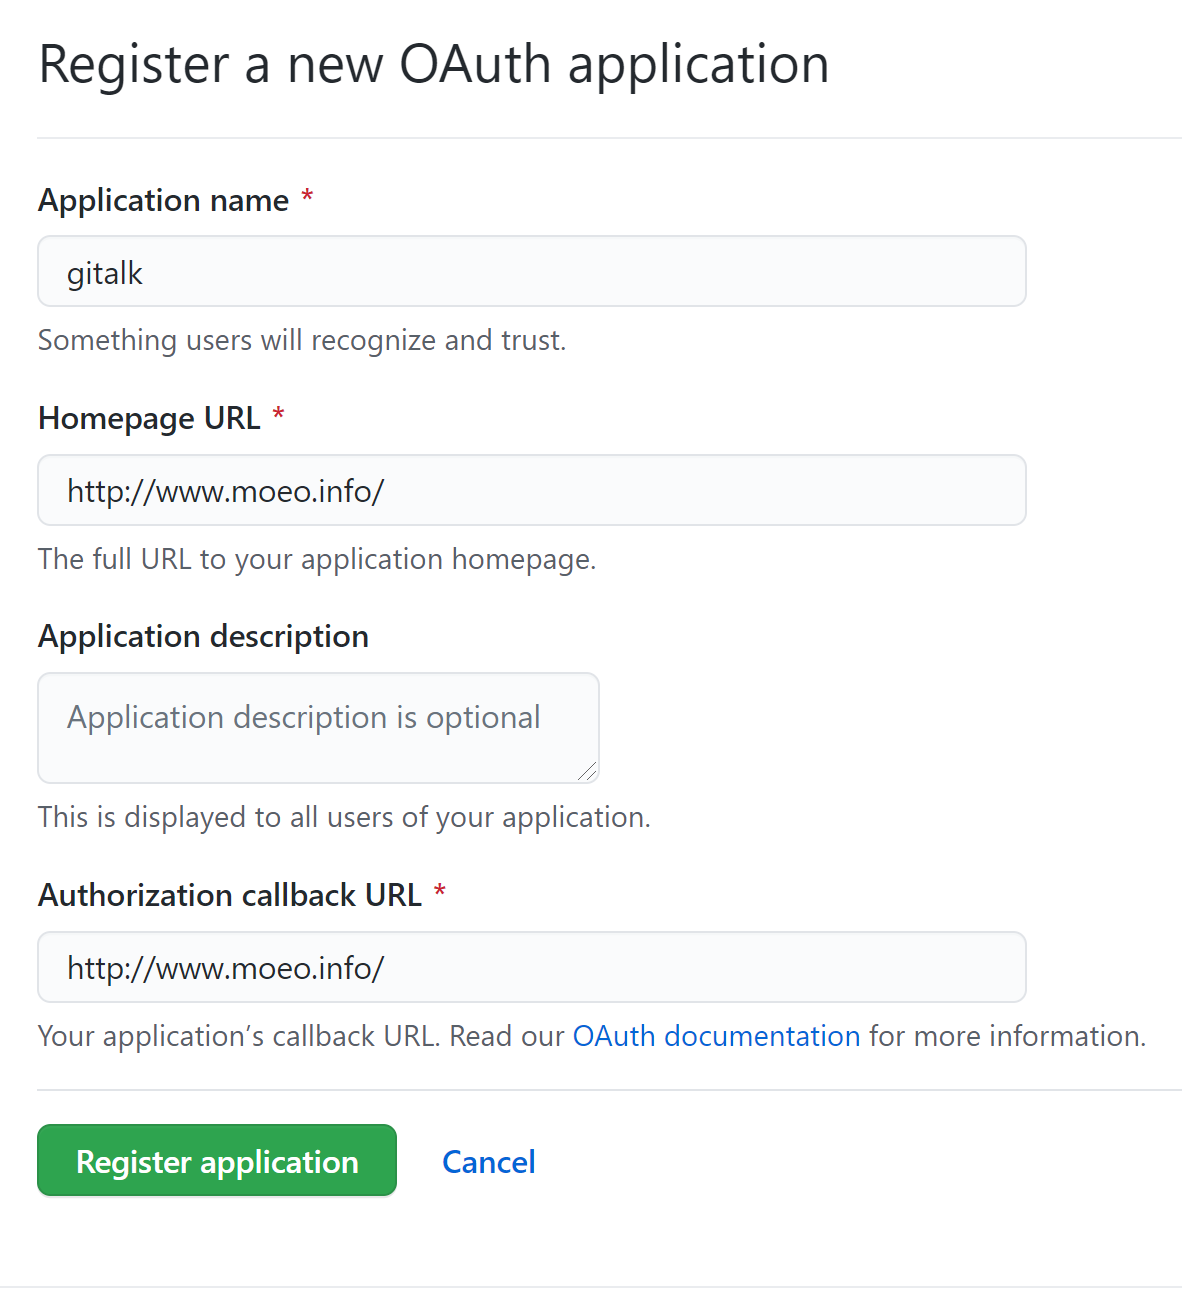 Register a new OAuth application
Application name *
gitalk
Something users will recognize and trust.
Homepage URL *
http://www.moeo.info/
The full URL to your application homepage.
Application description
Application description is optional
This is displayed to all users of your application.
Authorization callback URL *
http://www.moeo.info/
Your application’s callback URL. Read our OAuth documentation for more information.
Register application Cancel